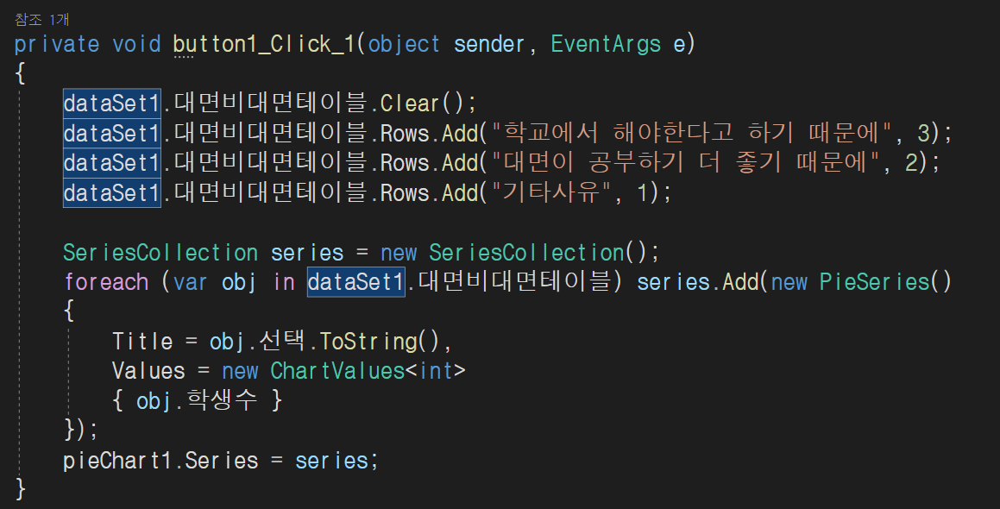 참조 1개
private void button1_Click_1(object sender, EventArgs e)
{
dataSet1.대면비대면테이블.Clear();
dataSet1.대면비대면테이블.Rows.Add("학교에서 해야한다고 하기 때문에", 3);
dataSet1.대면비대면테이블.Rows.Add("대면이 공부하기 더 좋기 때문에", 2);
dataSet1.대면비대면테이블.Rows.Add("기타사유", 1);
SeriesCollection series = new SeriesCollection();
foreach (var obj in dataSet1.대면비대면테이블) series.Add(new PieSeries()
{
Title = obj.선택.ToString(),
Values = new ChartValues<int>
{ obj.학생수 }
});
pieChart1.Series = series;
}